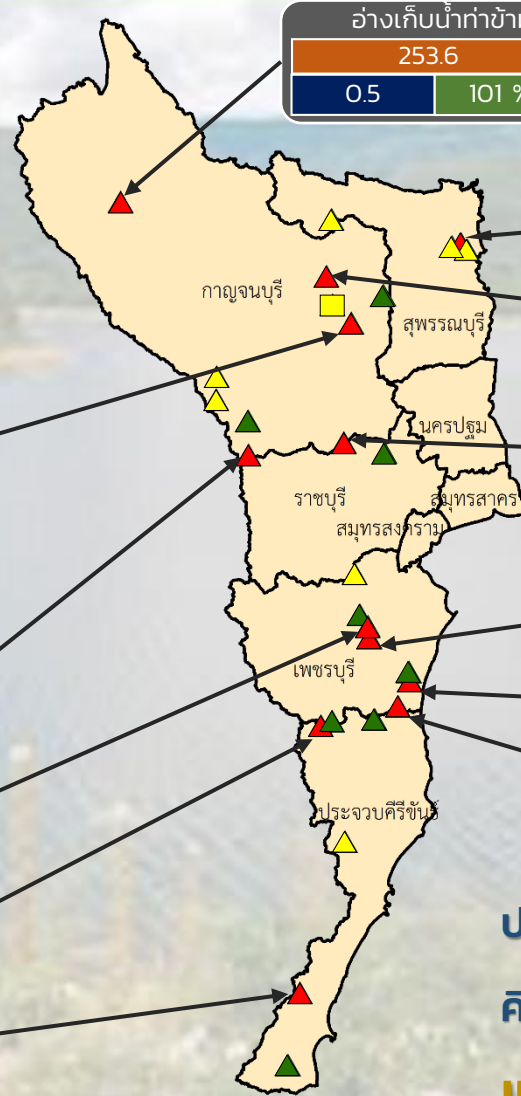 อ่างเก็บน้ำท่าข้าม
253.6
0.5 101 %
กาญจนบุรี
สุพรรณบุรี
นครปฐม
ราชบุรี
สมุทรสาคร
สมุทรสงคราม
เพชรบุรี
ประจวบคีรีขันธ์